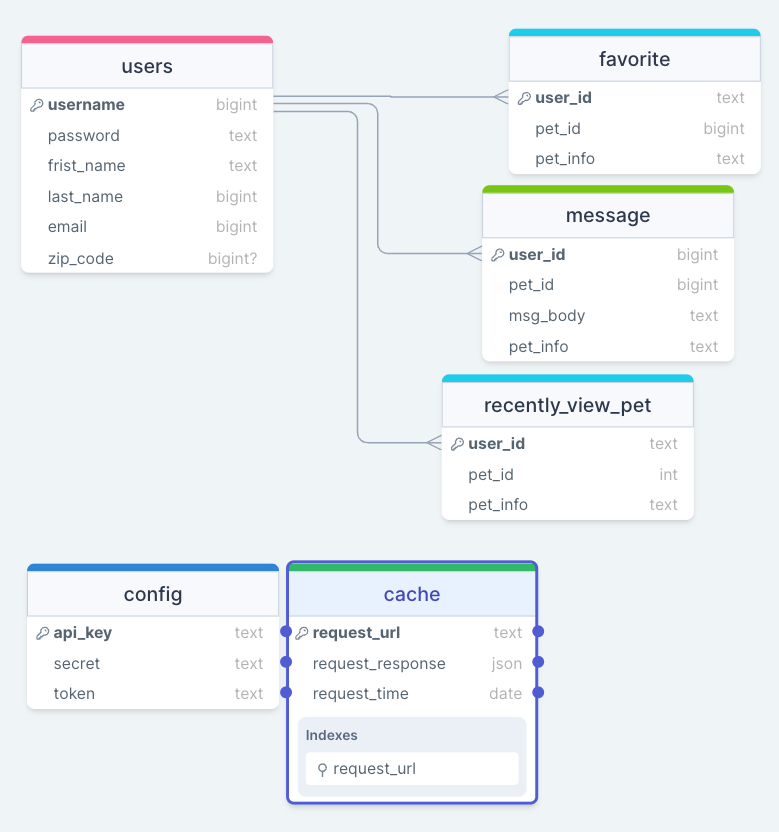 users
username bigint
password text
frist_name text
last_name bigint
email bigint
zip_code bigint?
favorite
user_id text
pet_id bigint
pet_info text
message
user_id bigint
pet_id bigint
msg_body text
pet_info text
recently_view_pet
user_id text
pet_id int
pet_info text
config
api_key text
secret text
token text
cache
request_url text
request_response json
request_time date
Indexes
request_url